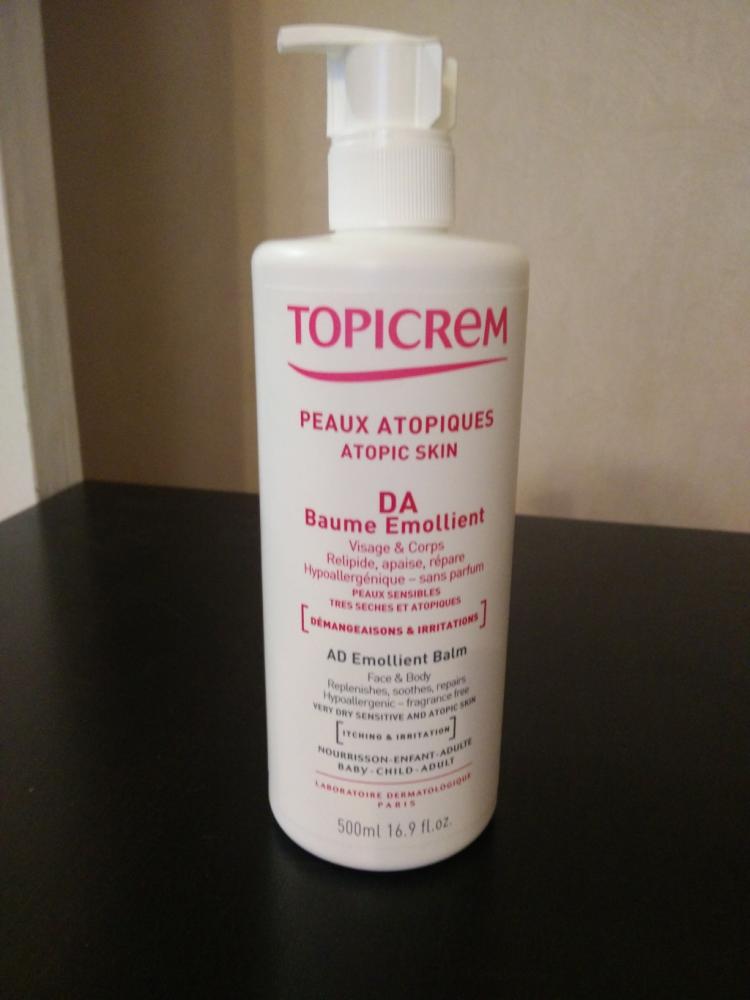 TOPICREM
PEAUX ATOPIQUES
ATOPIC SKIN
DA
Baume Emollient
Visage & Corps
Relipide, apaise, répare
Hypoallergénique – sans parfum
PEAUX SENSIBLES
TRES SECHES ET ATOPIQUES
[DÉMANGEAISONS & IRRITATIONS]
AD Emollient Balm
Face & Body
Replenishes, soothes, repairs
Hypoallergenic – fragrance free
VERY DRY SENSITIVE AND ATOPIC SKIN
[ITCHING & IRRITATION]
NOURRISSON-ENFANT-ADULTE
BABY-CHILD-ADULT
LABORATOIRE DERMATOLOGIQUE
PARIS
500ml 16.9 fl.oz.